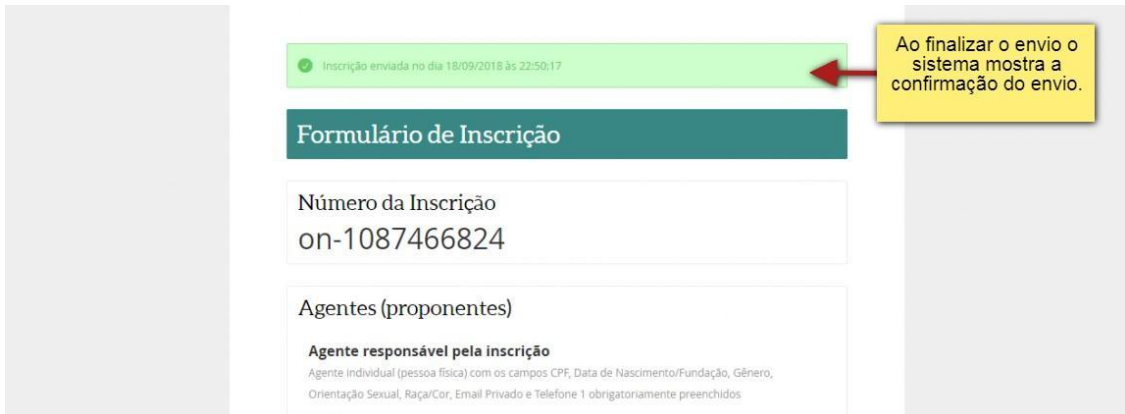 Inscrição enviada no dia 18/09/2018 às 22:50:17
Ao finalizar o envio o
sistema mostra a
confirmação do envio.
Formulário de Inscrição
Número da Inscrição
on-1087466824
Agentes (proponentes)
Agente responsável pela inscrição
Agente individual (pessoa física) com os campos CPF, Data de Nascimento/Fundação, Gênero,
Orientação Sexual, Raça/Cor, Email Privado e Telefone 1 obrigatoriamente preenchidos